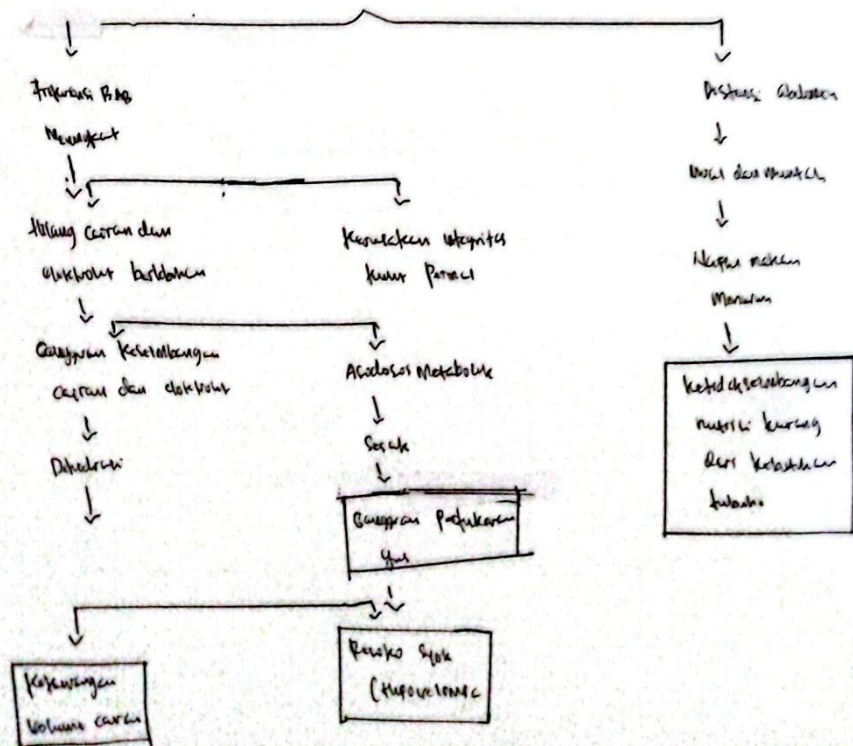 Frekuensi BAB
Meningkat
Hilang cairan dan
elektrolit berlebihan
Kerusakan integritas
kulit perianal
Gangguan keseimbangan
cairan dan elektrolit
Asidosis Metabolik
Dehidrasi
Sesak
Gangguan Pertukaran
gas
Kekurangan
Volume cairan
Resiko Syok
(Hipovolemia
Distensi abdomen
Mual dan muntah
Nafsu makan
Menurun
Ketidakseimbangan
nutrisi kurang
dari kebutuhan
tubuh